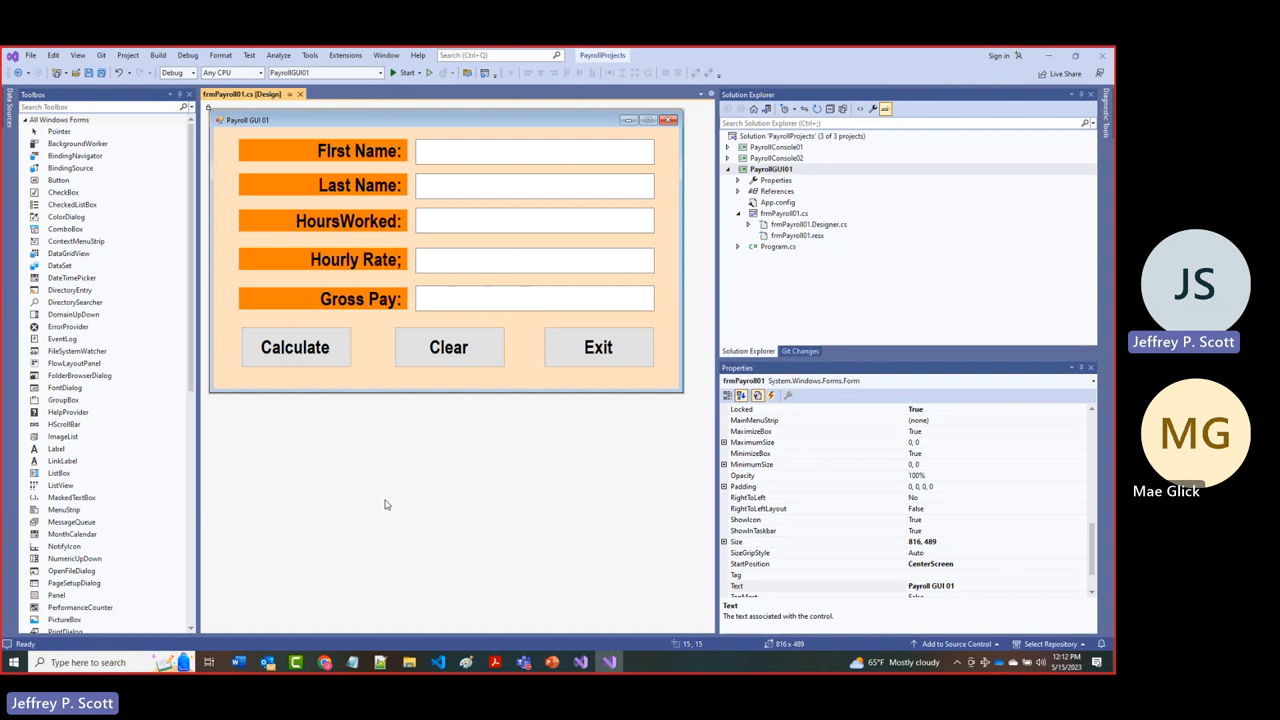 File Edit View Git Project Build Debug Format Test Analyze Tools Extensions Window Help Search (Ctrl+Q) PayrollProjects Sign in
Debug Any CPU PayrollGUI01 Start Live Share
Data Sources
Toolbox
Search Toolbox
All Windows Forms
Pointer
BackgroundWorker
BindingNavigator
BindingSource
Button
CheckBox
CheckedListBox
ColorDialog
ComboBox
ContextMenuStrip
DataGridView
DataSet
DateTimePicker
DirectoryEntry
DirectorySearcher
DomainUpDown
ErrorProvider
EventLog
FileSystemWatcher
FlowLayoutPanel
FolderBrowserDialog
FontDialog
GroupBox
HelpProvider
HScrollBar
ImageList
Label
LinkLabel
ListBox
ListView
MaskedTextBox
MenuStrip
MessageQueue
MonthCalendar
NotifyIcon
NumericUpDown
OpenFileDialog
PageSetupDialog
Panel
PerformanceCounter
PictureBox
PrintDialog
frmPayroll01.cs [Design]
Payroll GUI 01
FIrst Name:
Last Name:
HoursWorked:
Hourly Rate;
Gross Pay:
Calculate Clear Exit
Solution Explorer
Search Solution Explorer (Ctrl+;)
Solution 'PayrollProjects' (3 of 3 projects)
PayrollConsole01
PayrollConsole02
PayrollGUI01
Properties
References
App.config
frmPayroll01.cs
frmPayroll01.Designer.cs
frmPayroll01.resx
Program.cs
Solution Explorer Git Changes
Properties
frmPayroll01 System.Windows.Forms.Form
Locked True
MainMenuStrip (none)
MaximizeBox True
MaximumSize 0, 0
MinimizeBox True
MinimumSize 0, 0
Opacity 100%
Padding 0, 0, 0, 0
RightToLeft No
RightToLeftLayout False
ShowIcon True
ShowInTaskbar True
Size 816, 489
SizeGripStyle Auto
StartPosition CenterScreen
Tag
Text Payroll GUI 01
TopMost False
Text
The text associated with the control.
Diagnostic Tools
Ready 15, 15 816 x 489 Add to Source Control Select Repository
Type here to search 65°F Mostly cloudy 12:12 PM
5/15/2023
JS
Jeffrey P. Scott
MG
Mae Glick
Jeffrey P. Scott